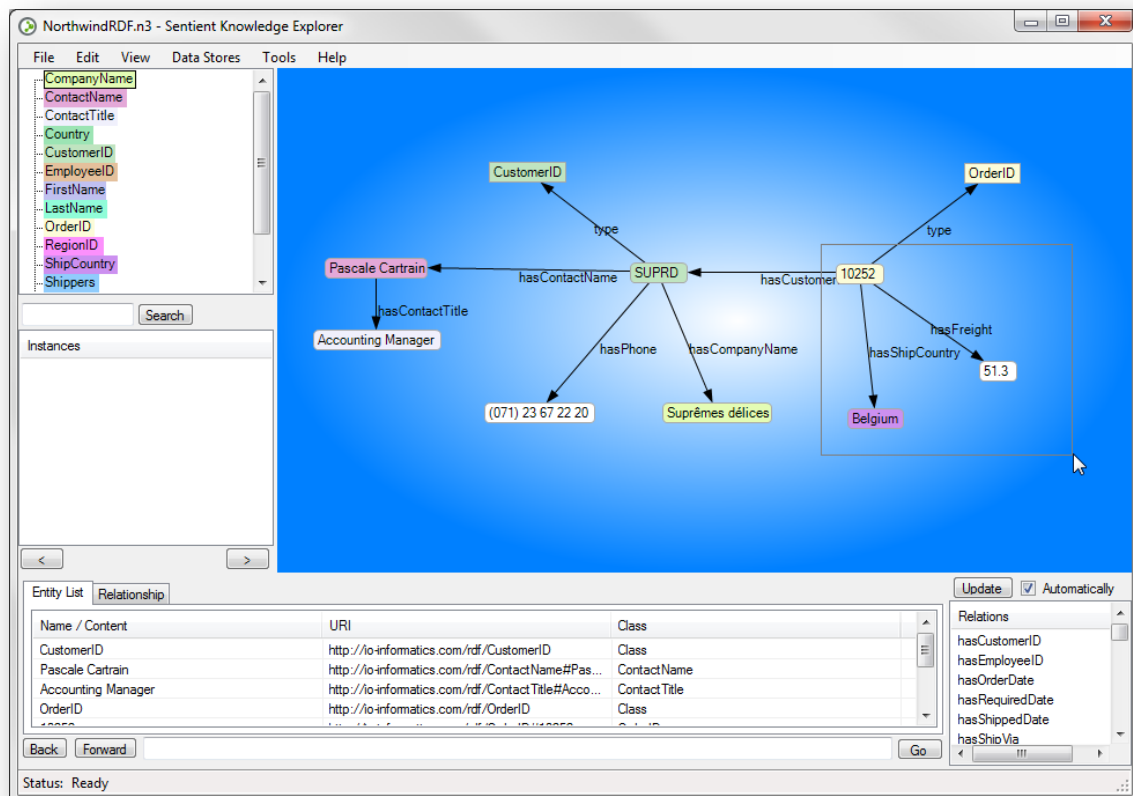 NorthwindRDF.n3 - Sentient Knowledge Explorer
File Edit View Data Stores Tools Help
CompanyName
ContactName
ContactTitle
Country
CustomerID
EmployeeID
FirstName
LastName
OrderID
RegionID
ShipCountry
Shippers
Search
Instances
< >
CustomerID
OrderID
type
type
Pascale Cartrain
hasContactName
SUPRD
hasCustomer
10252
hasContactTitle
Accounting Manager
hasPhone
hasCompanyName
hasShipCountry
hasFreight
51.3
(071) 23 67 22 20
Suprêmes délices
Belgium
Entity List Relationship
Name / Content URI Class
CustomerID http://io-informatics.com/rdf/CustomerID Class
Pascale Cartrain http://io-informatics.com/rdf/ContactName#Pas... ContactName
Accounting Manager http://io-informatics.com/rdf/ContactTitle#Acco... ContactTitle
OrderID http://io-informatics.com/rdf/OrderID Class
Update Automatically
Relations
hasCustomerID
hasEmployeeID
hasOrderDate
hasRequiredDate
hasShippedDate
hasShipVia
Back Forward Go
Status: Ready